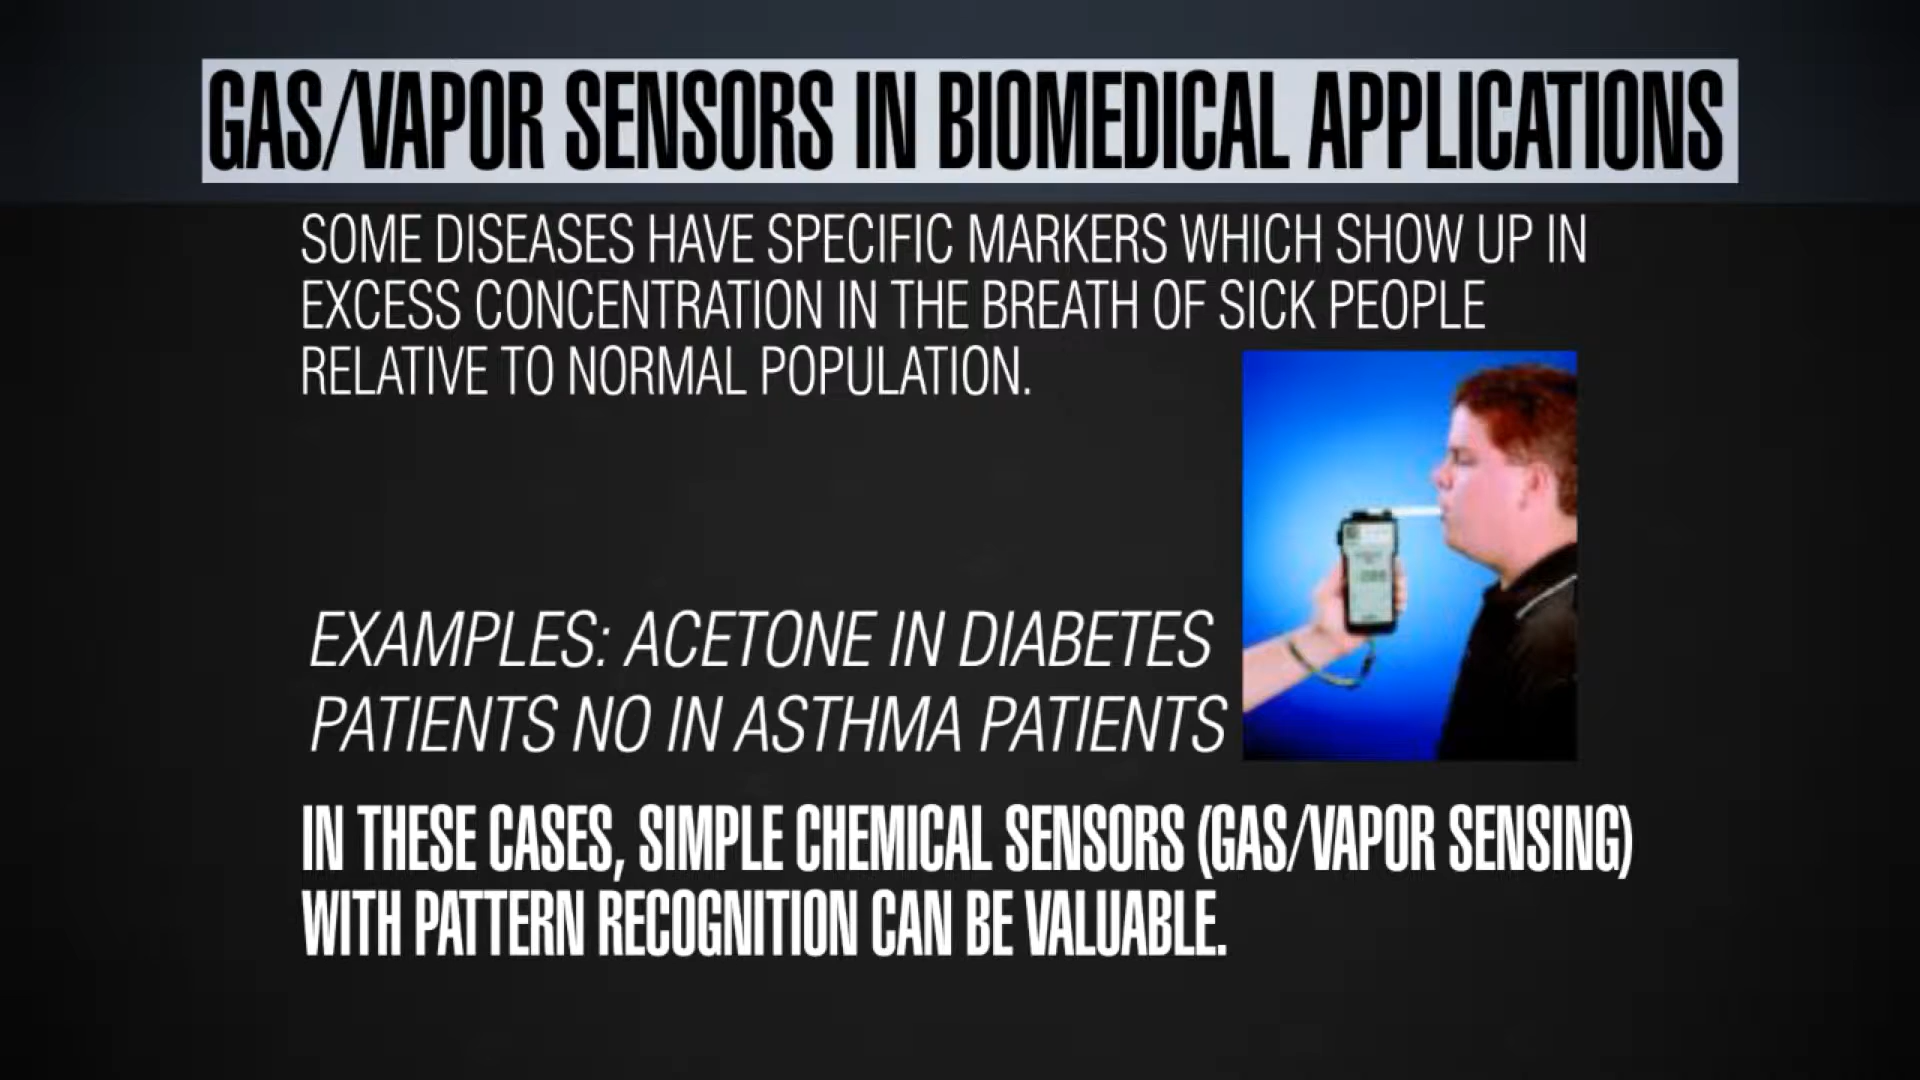 GAS/VAPOR SENSORS IN BIOMEDICAL APPLICATIONS
SOME DISEASES HAVE SPECIFIC MARKERS WHICH SHOW UP IN
EXCESS CONCENTRATION IN THE BREATH OF SICK PEOPLE
RELATIVE TO NORMAL POPULATION.
EXAMPLES: ACETONE IN DIABETES
PATIENTS NO IN ASTHMA PATIENTS
IN THESE CASES, SIMPLE CHEMICAL SENSORS (GAS/VAPOR SENSING)
WITH PATTERN RECOGNITION CAN BE VALUABLE.